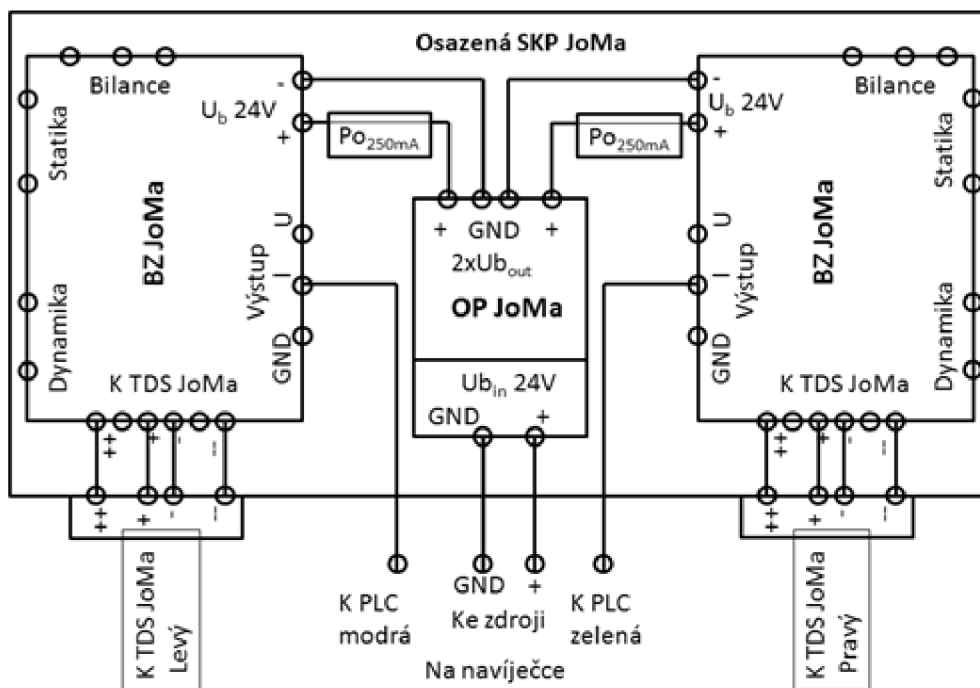 Osazená SKP JoMa
Bilance
Statika
Dynamika
BZ JoMa
-
U_b 24V
+
Po_250mA
U
I
Výstup
GND
K TDS JoMa
++ + - --
++ + - --
K TDS JoMa
Levý
+ GND +
2xUb_out
OP JoMa
Ub_in 24V
GND +
K PLC
modrá
GND +
Ke zdroji
K PLC
zelená
Na navíječce
Bilance
Statika
Dynamika
BZ JoMa
-
U_b 24V
+
Po_250mA
U
I
Výstup
GND
K TDS JoMa
++ + - --
++ + - --
K TDS JoMa
Pravý